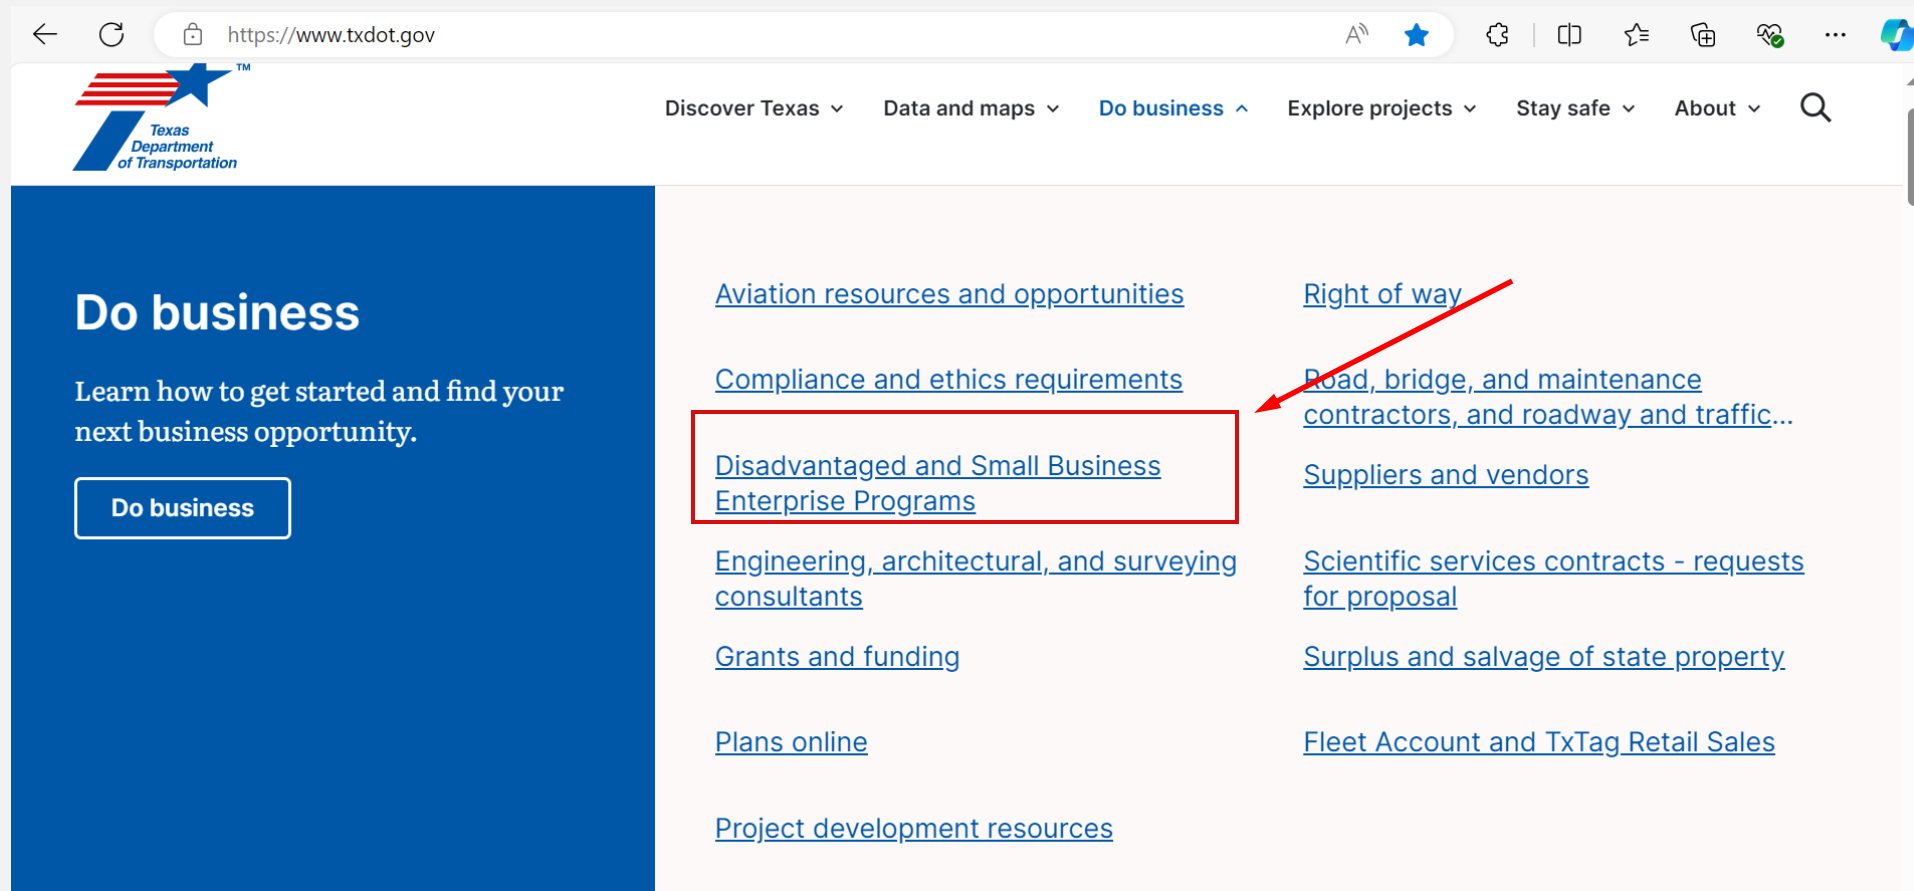 https://www.txdot.gov
Texas
Department
of Transportation
TM
Discover Texas
Data and maps
Do business
Explore projects
Stay safe
About
Do business
Learn how to get started and find your
next business opportunity.
Do business
Aviation resources and opportunities
Compliance and ethics requirements
Disadvantaged and Small Business
Enterprise Programs
Engineering, architectural, and surveying
consultants
Grants and funding
Plans online
Project development resources
Right of way
Road, bridge, and maintenance
contractors, and roadway and traffic...
Suppliers and vendors
Scientific services contracts - requests
for proposal
Surplus and salvage of state property
Fleet Account and TxTag Retail Sales